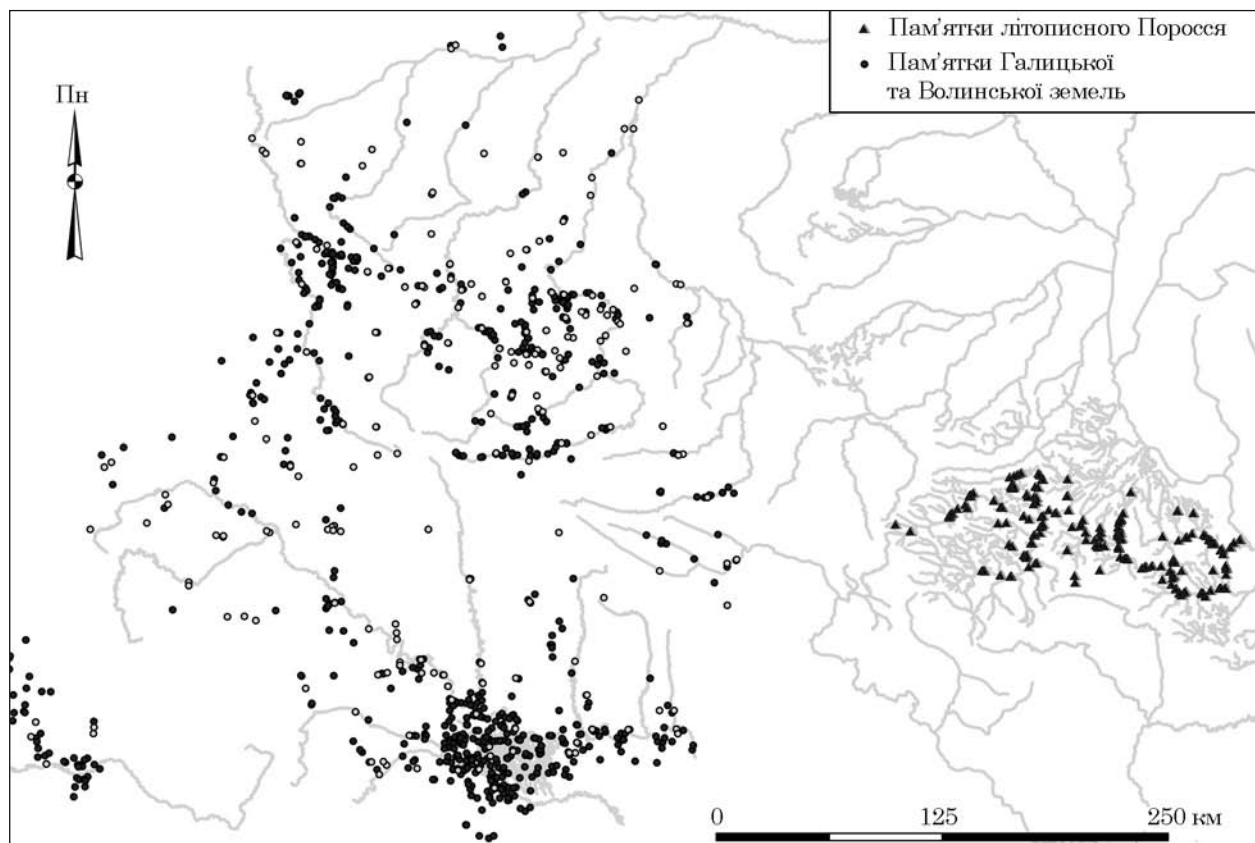 Пам'ятки літописного Поросся
Пам'ятки Галицької
та Волинської земель
Пн
0 125 250 км